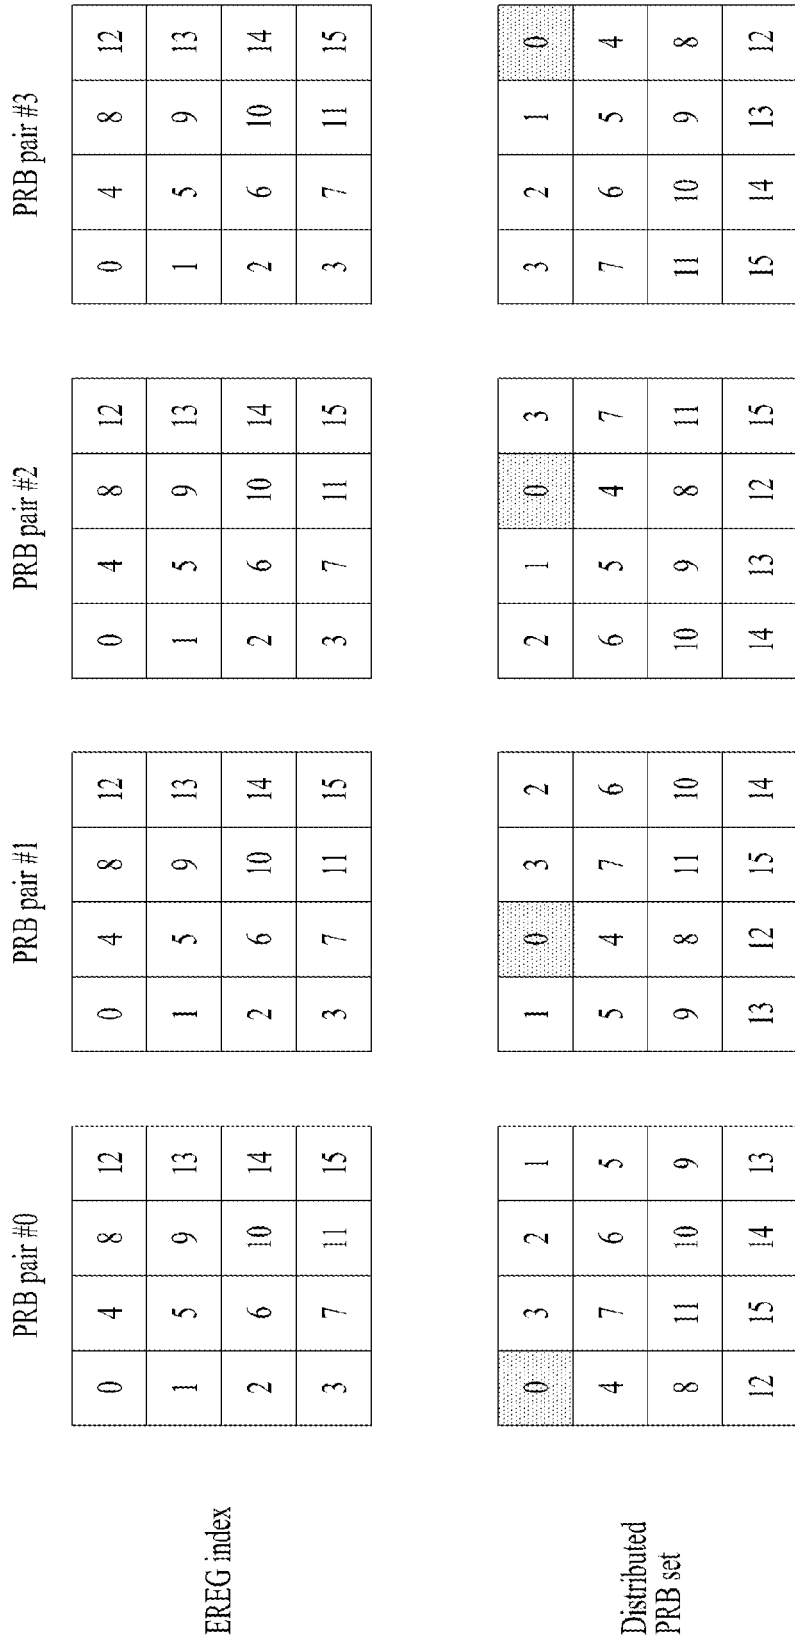 PRB pair #0 PRB pair #1 PRB pair #2 PRB pair #3
EREG index
0 4 8 12 0 4 8 12 0 4 8 12 0 4 8 12
1 5 9 13 1 5 9 13 1 5 9 13 1 5 9 13
2 6 10 14 2 6 10 14 2 6 10 14 2 6 10 14
3 7 11 15 3 7 11 15 3 7 11 15 3 7 11 15
Distributed
PRB set
0 3 2 1 1 0 3 2 2 1 0 3 3 2 1 0
4 7 6 5 5 4 7 6 6 5 4 7 7 6 5 4
8 11 10 9 9 8 11 10 10 9 8 11 11 10 9 8
12 15 14 13 13 12 15 14 14 13 12 15 15 14 13 12